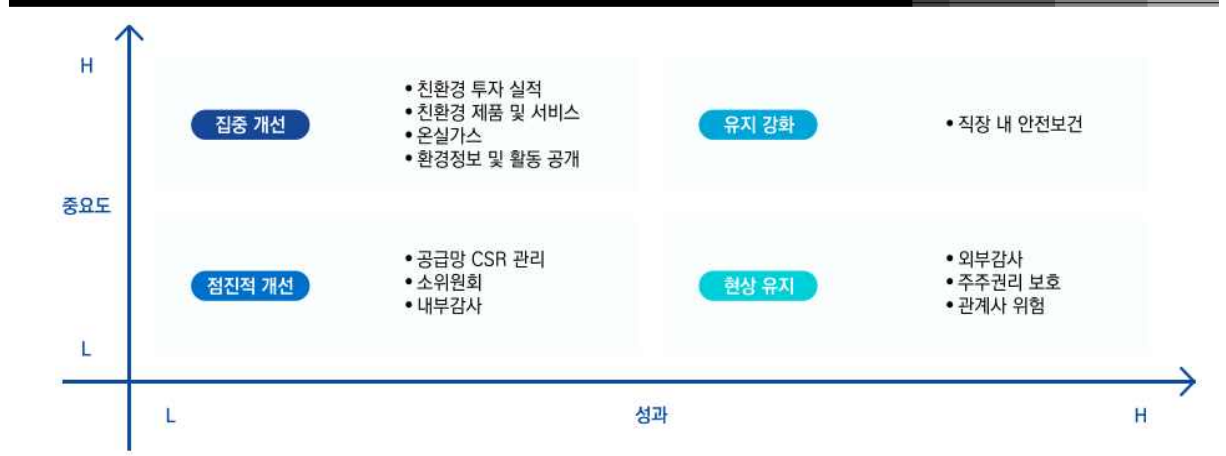 H
집중 개선
• 친환경 투자 실적
• 친환경 제품 및 서비스
• 온실가스
• 환경정보 및 활동 공개
유지 강화
• 직장 내 안전보건
중요도
점진적 개선
• 공급망 CSR 관리
• 소위원회
• 내부감사
현상 유지
• 외부감사
• 주주권리 보호
• 관계사 위험
L
L
성과
H